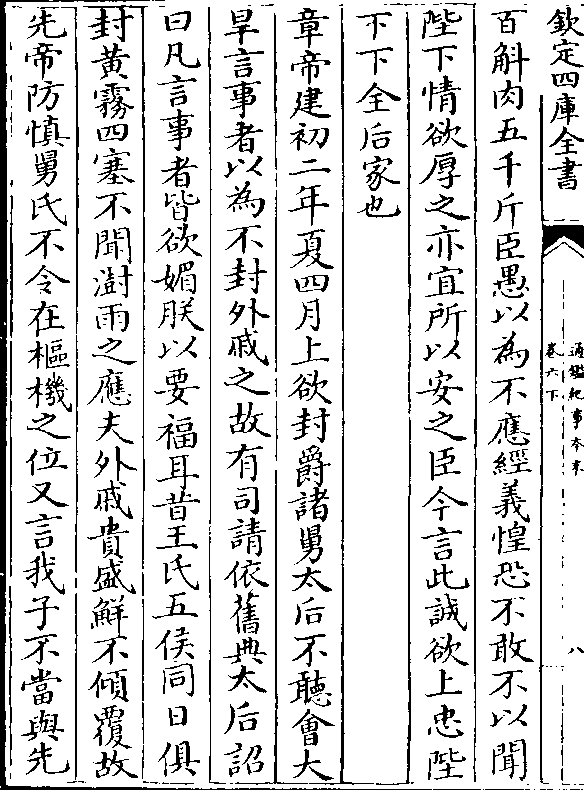 欽定四庫全書
通鑑紀事本末
卷六下
八
百斛肉五千斤臣愚以為不應經義惶恐不敢不以聞
陛下情欲厚之亦宜所以安之臣今言此誠欲上忠陛
下下全后家也
章帝建初二年夏四月上欲封爵諸舅太后不聽會大
旱言事者以為不封外戚之故有司請依舊典太后詔
曰凡言事者皆欲媚朕以要福耳昔王氏五侯同日俱
封黃霧四塞不聞澍雨之應夫外戚貴盛鮮不傾覆故
先帝防慎舅氏不令在樞機之位又言我子不當與先